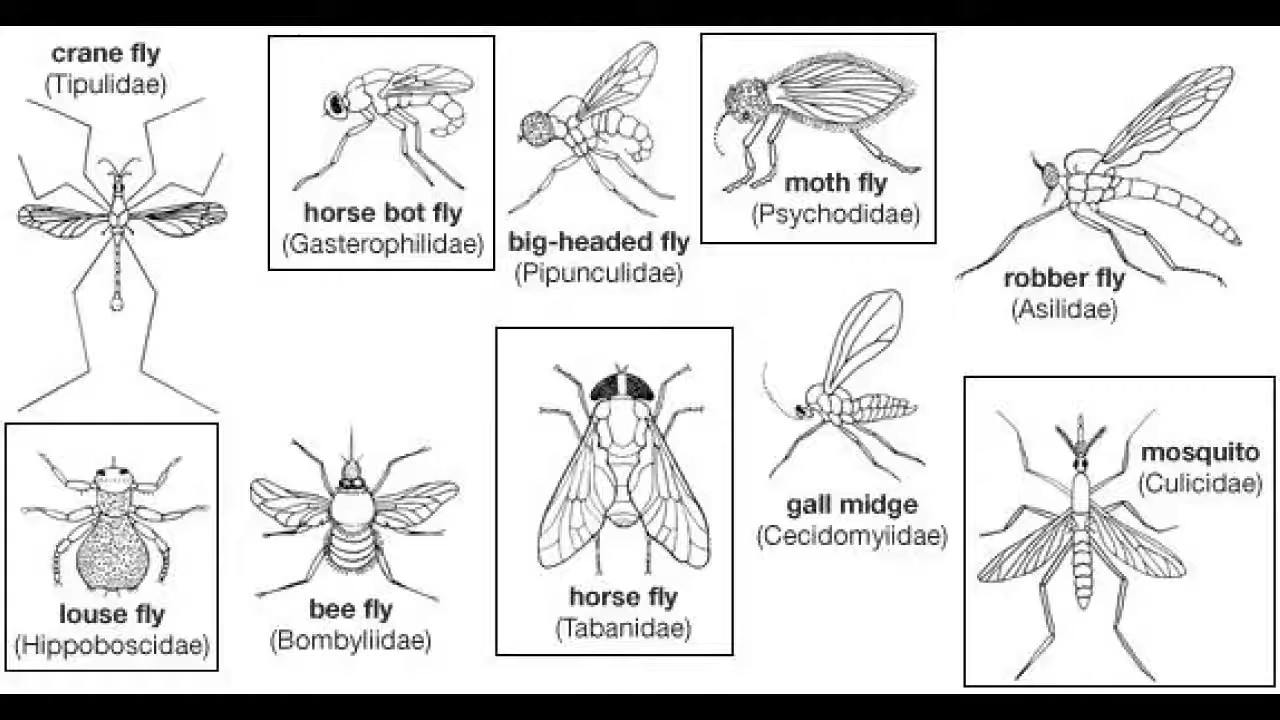 crane fly
(Tipulidae)
horse bot fly
(Gasterophilidae)
big-headed fly
(Pipunculidae)
moth fly
(Psychodidae)
robber fly
(Asilidae)
louse fly
(Hippoboscidae)
bee fly
(Bombyliidae)
horse fly
(Tabanidae)
gall midge
(Cecidomyiidae)
mosquito
(Culicidae)